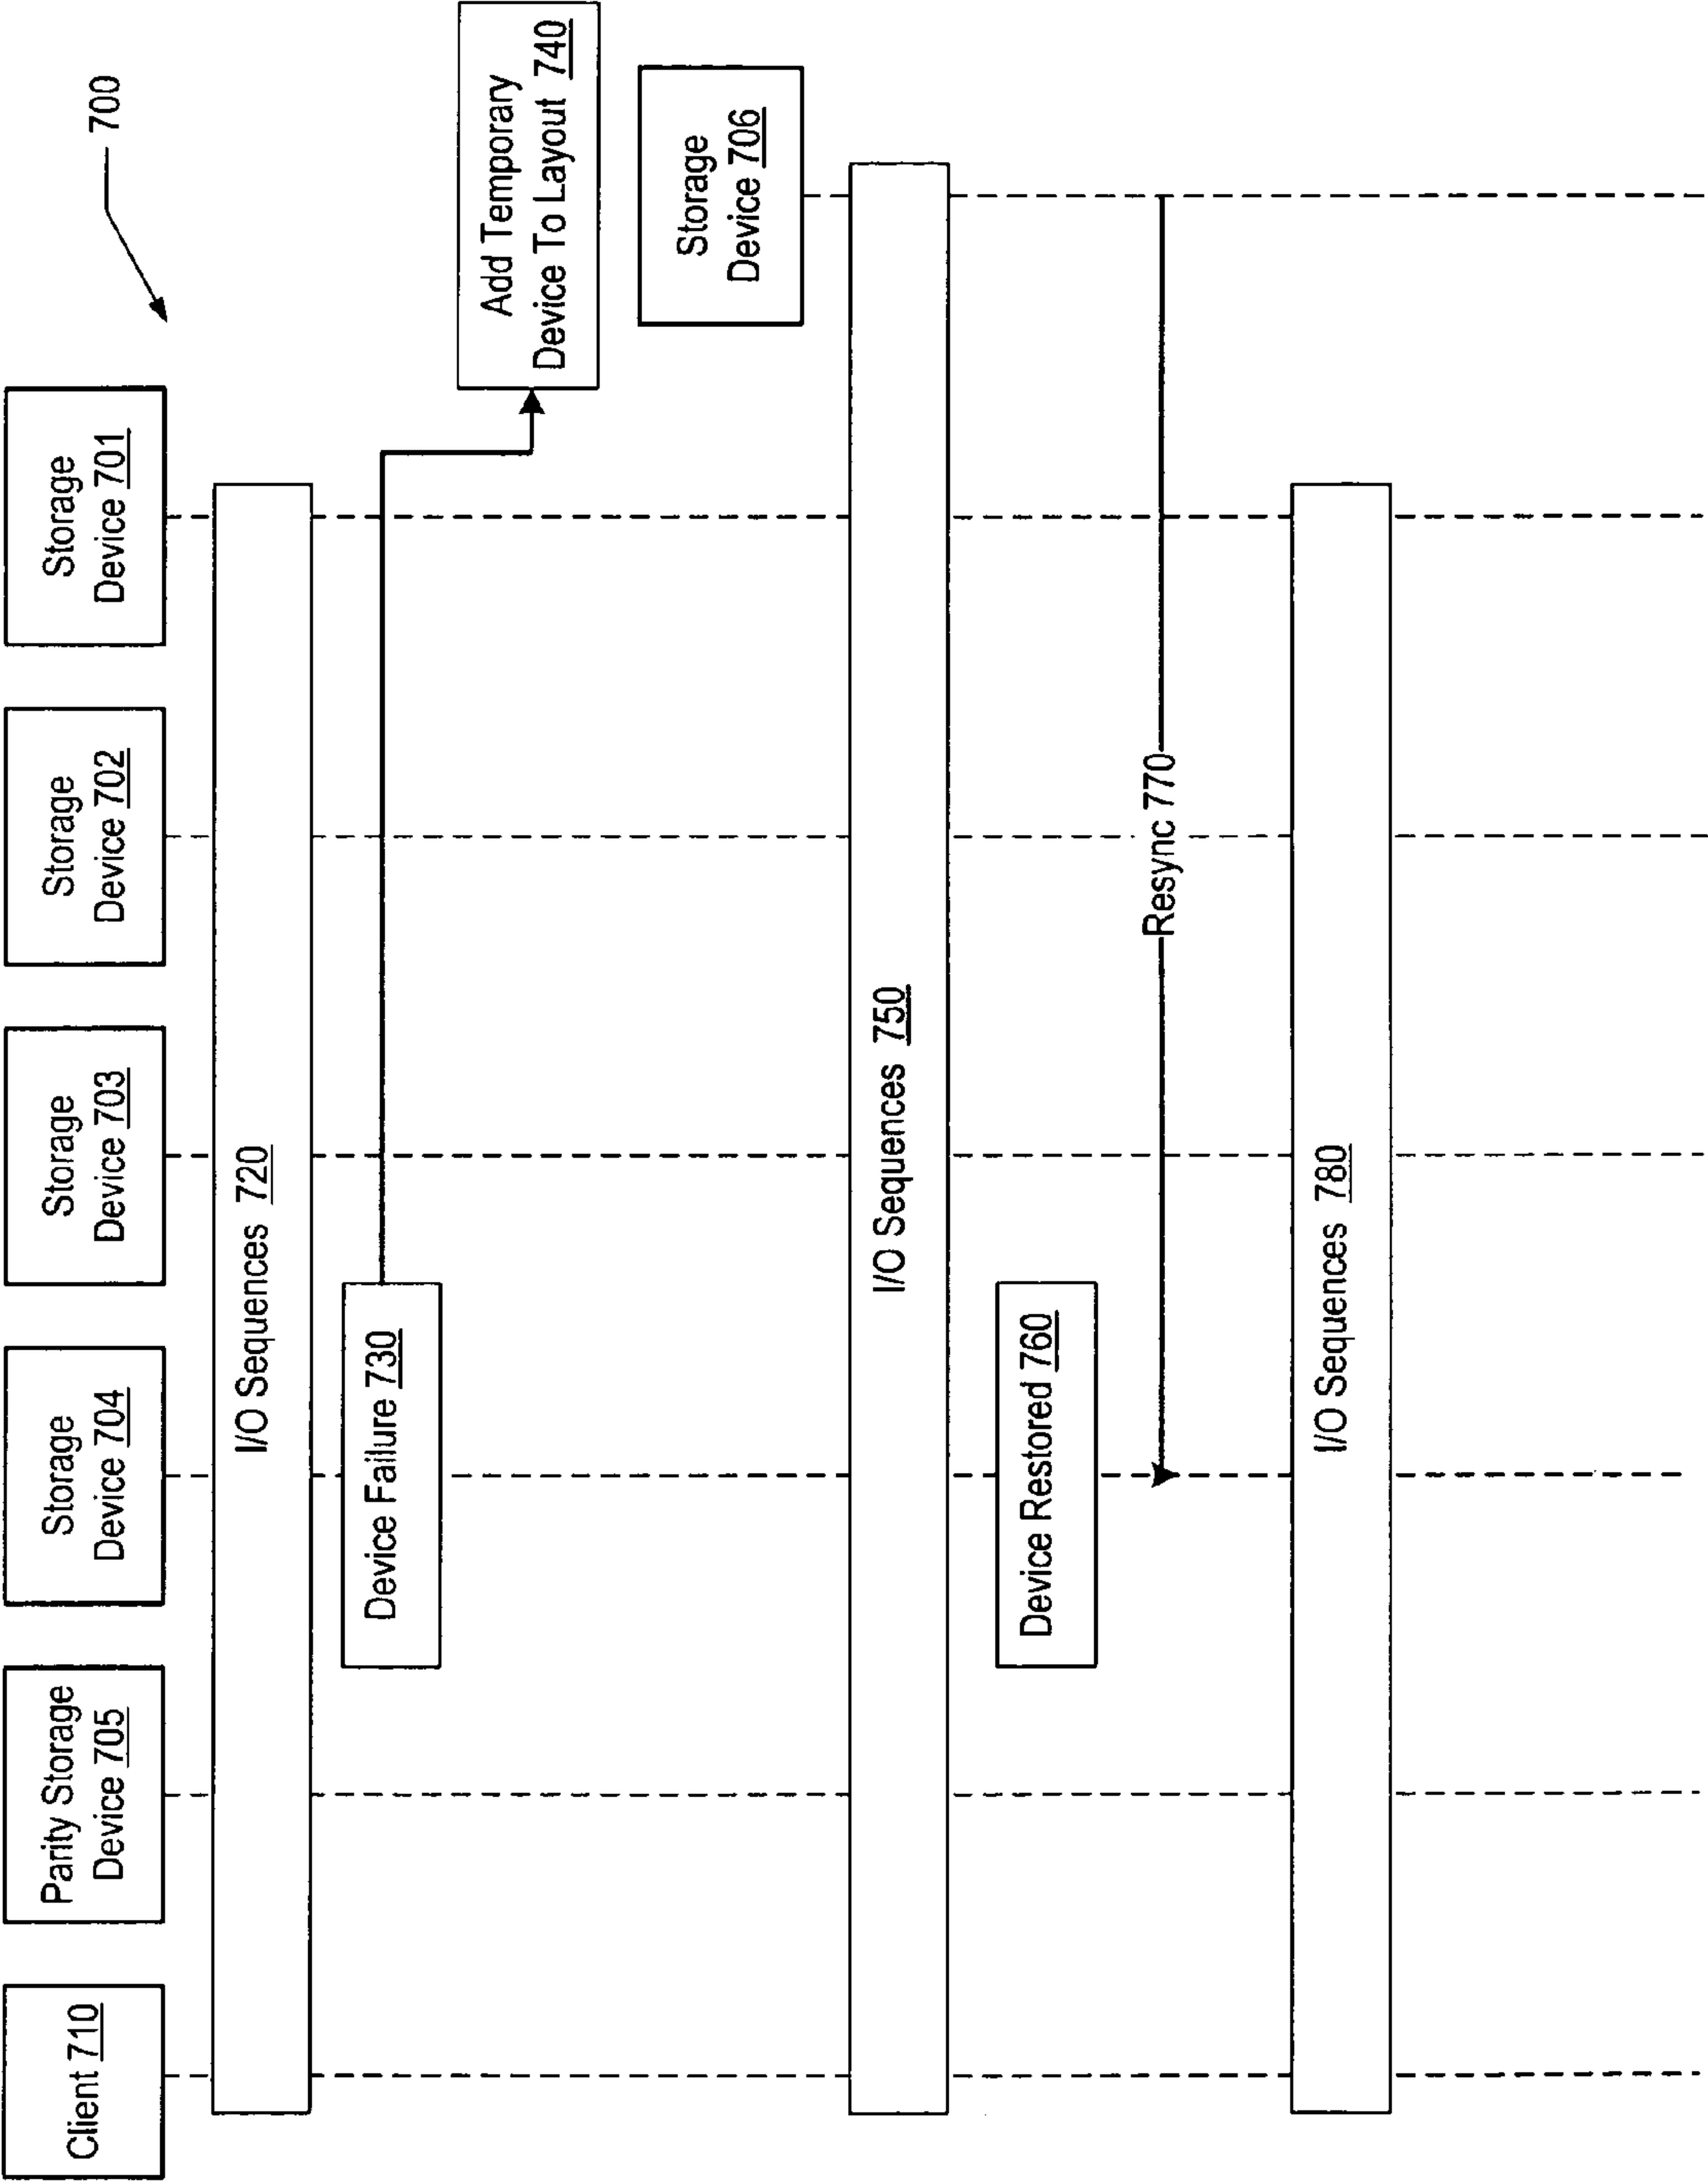 700
Client 710
Parity Storage
Device 705
Storage
Device 704
Storage
Device 703
Storage
Device 702
Storage
Device 701
I/O Sequences 720
Device Failure 730
Add Temporary
Device To Layout 740
Storage
Device 706
I/O Sequences 750
Device Restored 760
Resync 770
I/O Sequences 780